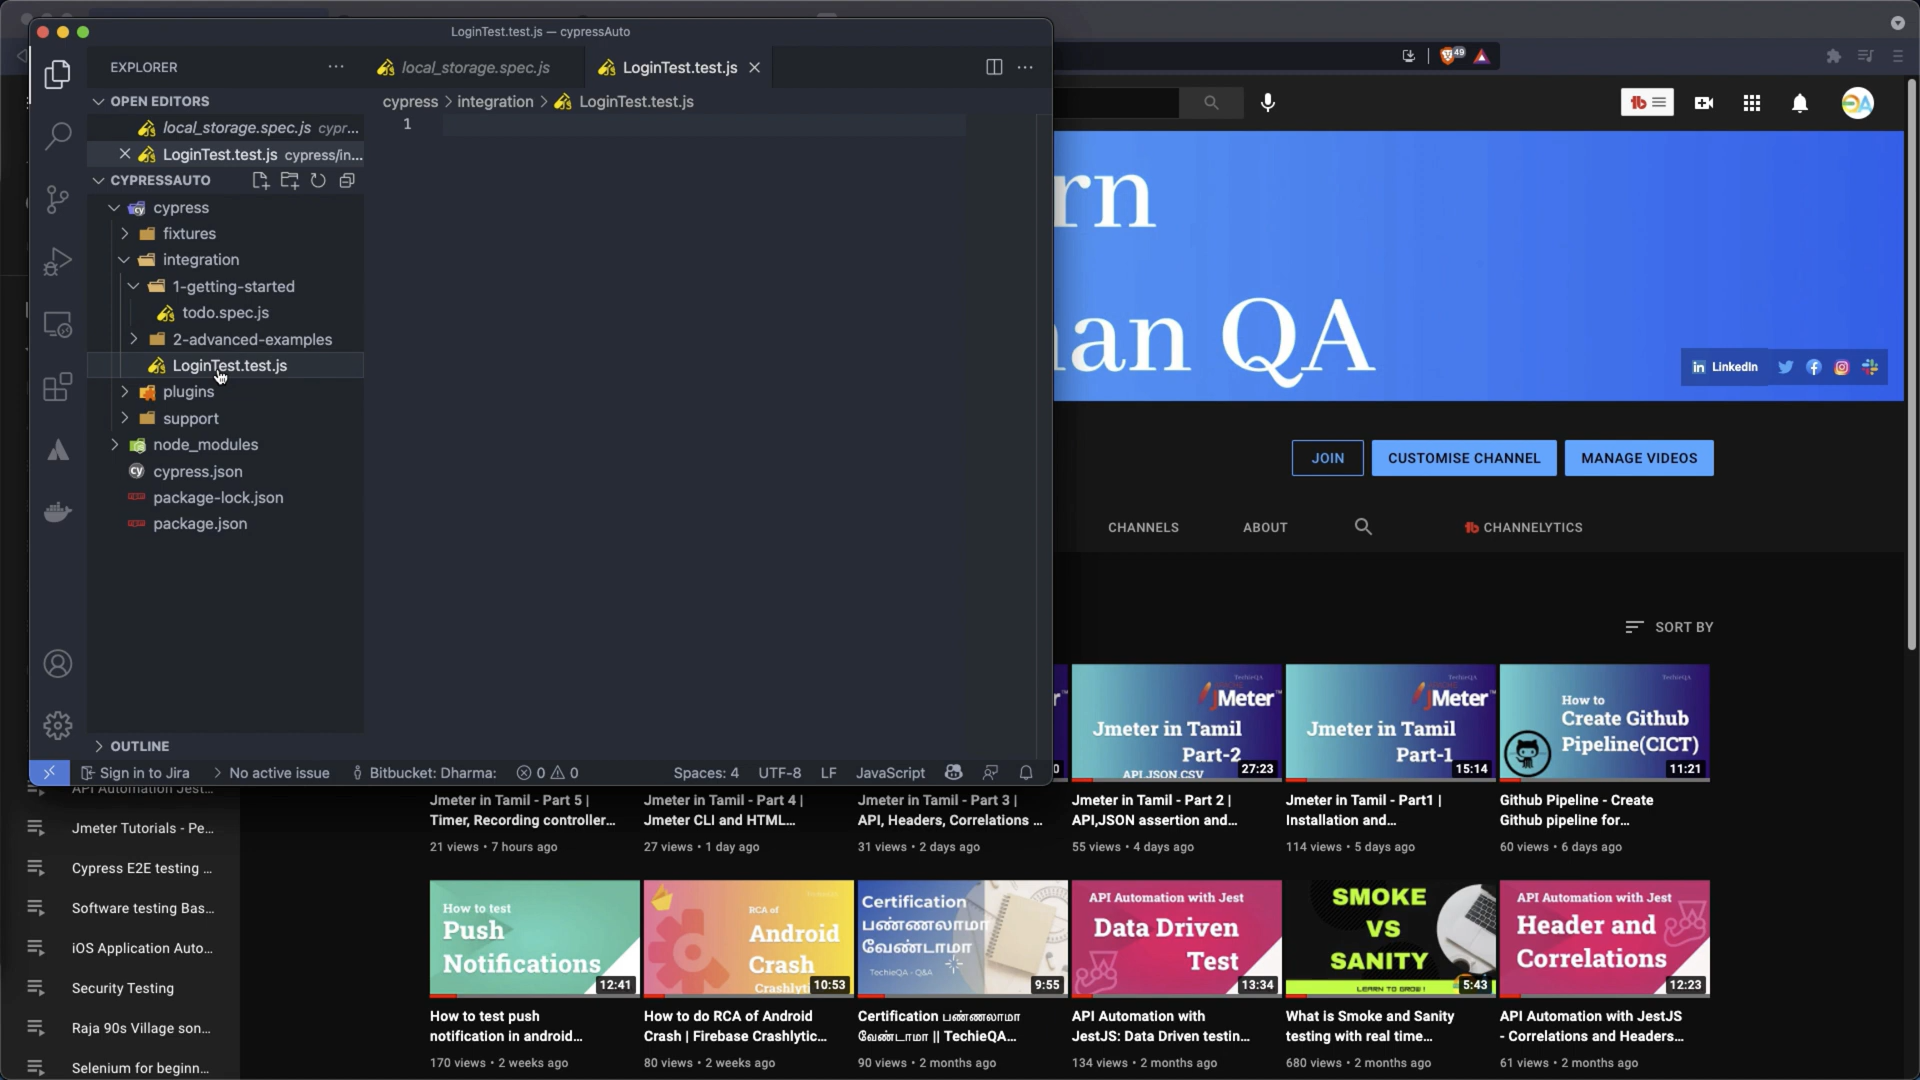 LoginTest.test.js — cypressAuto
EXPLORER
local_storage.spec.js
LoginTest.test.js
OPEN EDITORS
cypress > integration > LoginTest.test.js
1
local_storage.spec.js cypr...
LoginTest.test.js cypress/in...
CYPRESSAUTO
cypress
fixtures
integration
1-getting-started
todo.spec.js
2-advanced-examples
LoginTest.test.js
plugins
support
node_modules
cypress.json
package-lock.json
package.json
OUTLINE
Sign in to Jira
No active issue
Bitbucket: Dharma:
0 0
Spaces: 4
UTF-8
LF
JavaScript
49
rn
an QA
LinkedIn
JOIN
CUSTOMISE CHANNEL
MANAGE VIDEOS
CHANNELS
ABOUT
CHANNELYTICS
SORT BY
JMeter
Jmeter in Tamil
Part-2
API,JSON,CSV
27:23
JMeter
Jmeter in Tamil
Part-1
15:14
TechieQA
How to
Create Github
Pipeline(CICT)
11:21
Jmeter in Tamil - Part 5 |
Timer, Recording controller...
21 views • 7 hours ago
Jmeter in Tamil - Part 4 |
Jmeter CLI and HTML...
27 views • 1 day ago
Jmeter in Tamil - Part 3 |
API, Headers, Correlations ...
31 views • 2 days ago
Jmeter in Tamil - Part 2 |
API,JSON assertion and...
55 views • 4 days ago
Jmeter in Tamil - Part1 |
Installation and...
114 views • 5 days ago
Github Pipeline - Create
Github pipeline for...
60 views • 6 days ago
API Automation Jest...
Jmeter Tutorials - Pe...
Cypress E2E testing ...
Software testing Bas...
iOS Application Auto...
Security Testing
Raja 90s Village son...
Selenium for beginn...
How to test
Push
Notifications
12:41
RCA of
Android
Crash
Crashlyti
10:53
Certification
பண்ணலாமா
வேண்டாமா
TechieQA - Q&A
9:55
API Automation with Jest
Data Driven
Test
13:34
SMOKE
VS
SANITY
LEARN TO GROW!
5:43
API Automation with Jest
Header and
Correlations
12:23
How to test push
notification in android...
170 views • 2 weeks ago
How to do RCA of Android
Crash | Firebase Crashlytic...
80 views • 2 weeks ago
Certification பண்ணலாமா
வேண்டாமா || TechieQA...
90 views • 2 months ago
API Automation with
JestJS: Data Driven testin...
134 views • 2 months ago
What is Smoke and Sanity
testing with real time...
680 views • 2 months ago
API Automation with JestJS
- Correlations and Headers...
61 views • 2 months ago